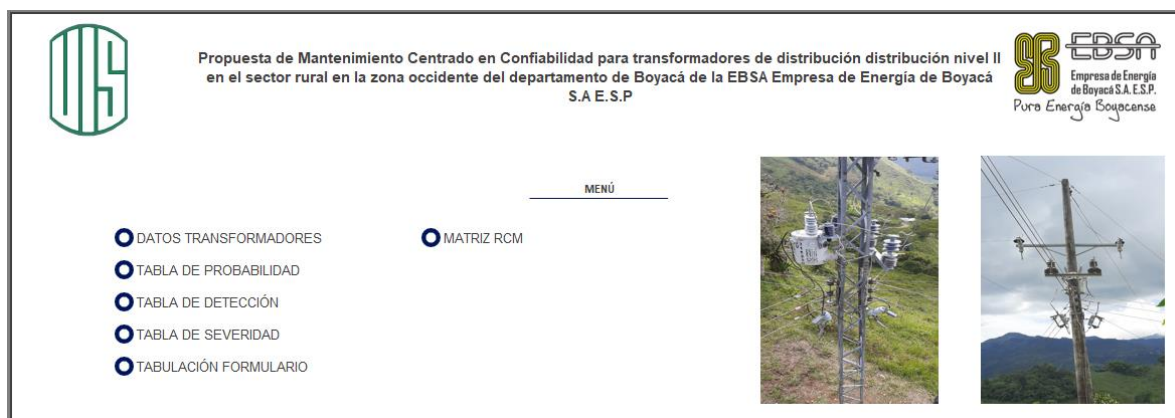 UIS
Propuesta de Mantenimiento Centrado en Confiabilidad para transformadores de distribución distribución nivel II
en el sector rural en la zona occidente del departamento de Boyacá de la EBSA Empresa de Energía de Boyacá
S.A E.S.P
EBSA
Empresa de Energía
de Boyacá S.A. E.S.P.
Pura Energía Boyacense
MENÚ
DATOS TRANSFORMADORES
TABLA DE PROBABILIDAD
TABLA DE DETECCIÓN
TABLA DE SEVERIDAD
TABULACIÓN FORMULARIO
MATRIZ RCM